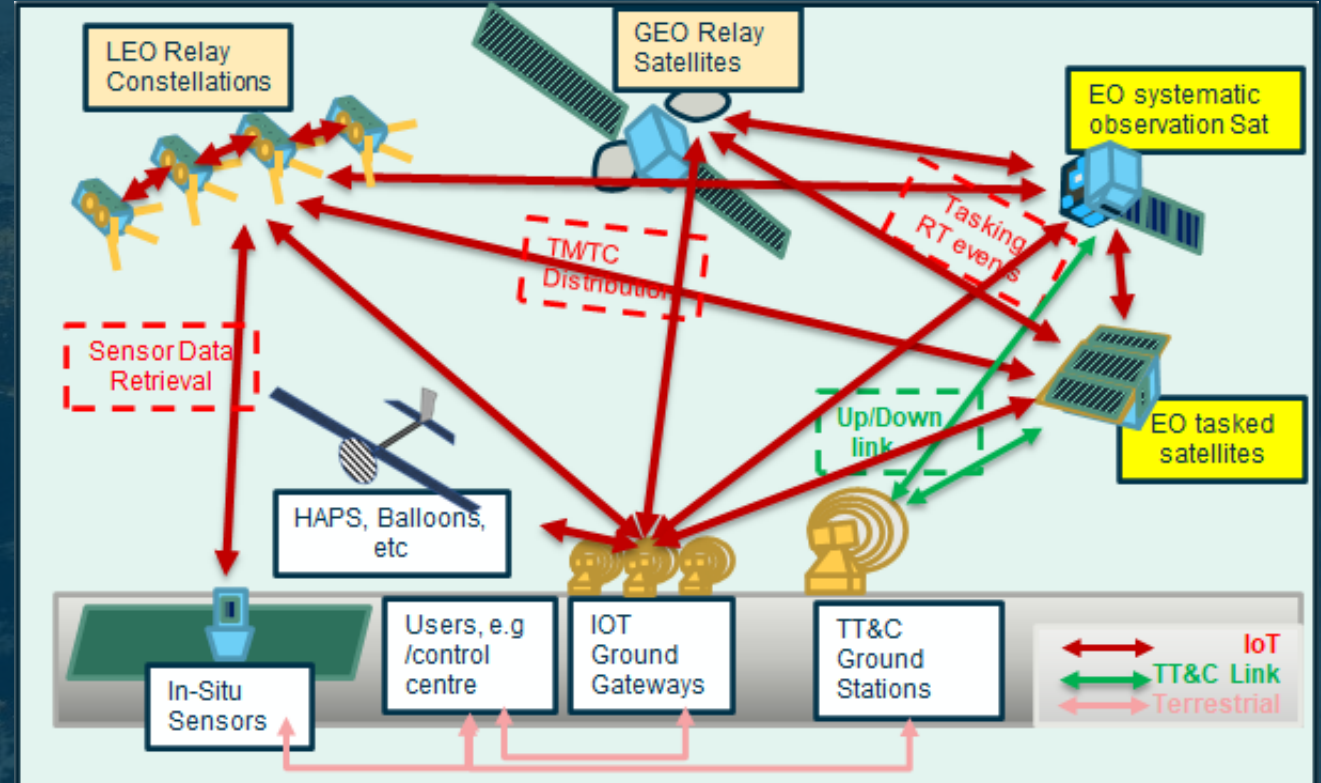 LEO Relay
Constellations
GEO Relay
Satellites
EO systematic
observation Sat
Tasking
RT events
TM/TC
Distribution
Sensor Data
Retrieval
Up/Down
link
EO tasked
satellites
HAPS, Balloons,
etc
Users, e.g
/control
centre
IOT
Ground
Gateways
TT&C
Ground
Stations
In-Situ
Sensors
IoT
TT&C Link
Terrestrial